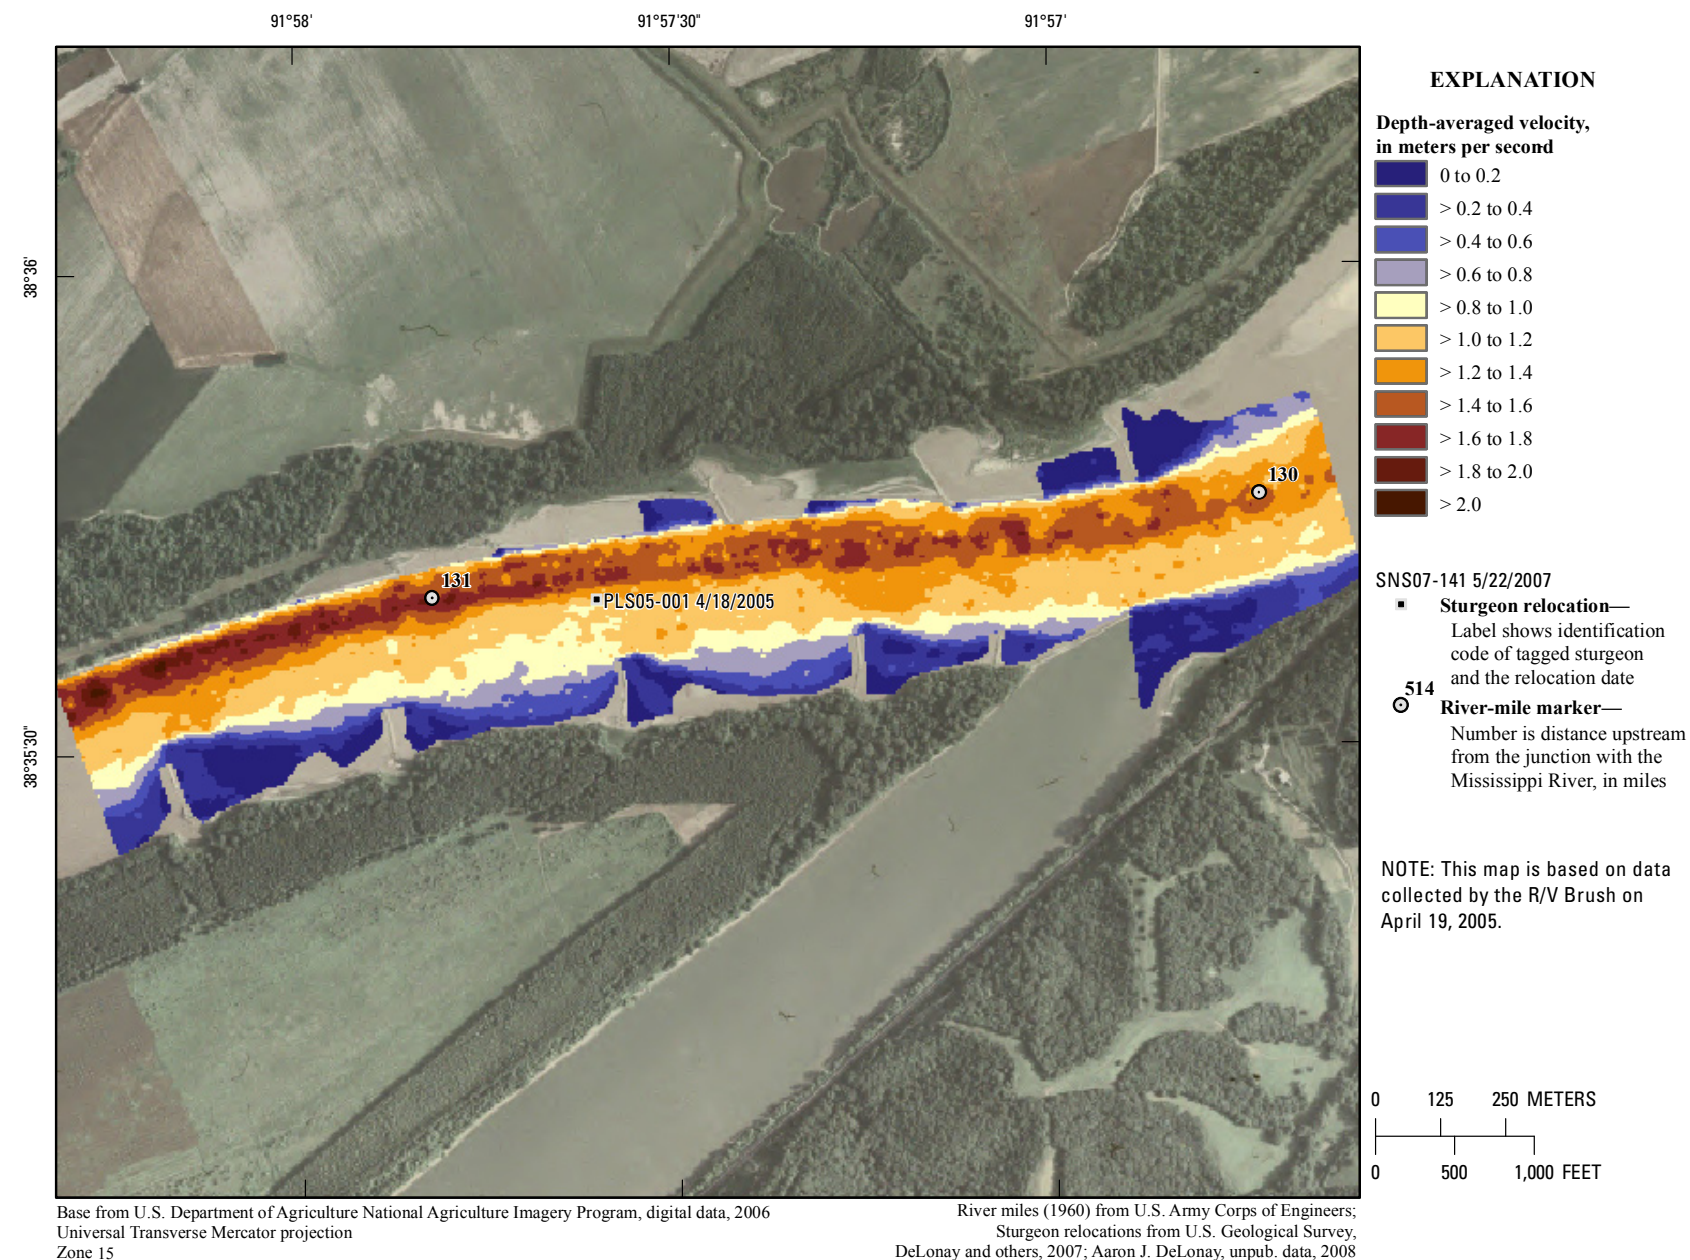 91°58'
91°57'30"
91°57'
38°36'
38°35'30"
130
131
PLS05-001 4/18/2005
EXPLANATION
Depth-averaged velocity,
in meters per second
0 to 0.2
> 0.2 to 0.4
> 0.4 to 0.6
> 0.6 to 0.8
> 0.8 to 1.0
> 1.0 to 1.2
> 1.2 to 1.4
> 1.4 to 1.6
> 1.6 to 1.8
> 1.8 to 2.0
> 2.0
SNS07-141 5/22/2007
Sturgeon relocation—
Label shows identification
code of tagged sturgeon
and the relocation date
514
River-mile marker—
Number is distance upstream
from the junction with the
Mississippi River, in miles
NOTE: This map is based on data
collected by the R/V Brush on
April 19, 2005.
0 125 250 METERS
0 500 1,000 FEET
Base from U.S. Department of Agriculture National Agriculture Imagery Program, digital data, 2006
Universal Transverse Mercator projection
Zone 15
River miles (1960) from U.S. Army Corps of Engineers;
Sturgeon relocations from U.S. Geological Survey,
DeLonay and others, 2007; Aaron J. DeLonay, unpub. data, 2008